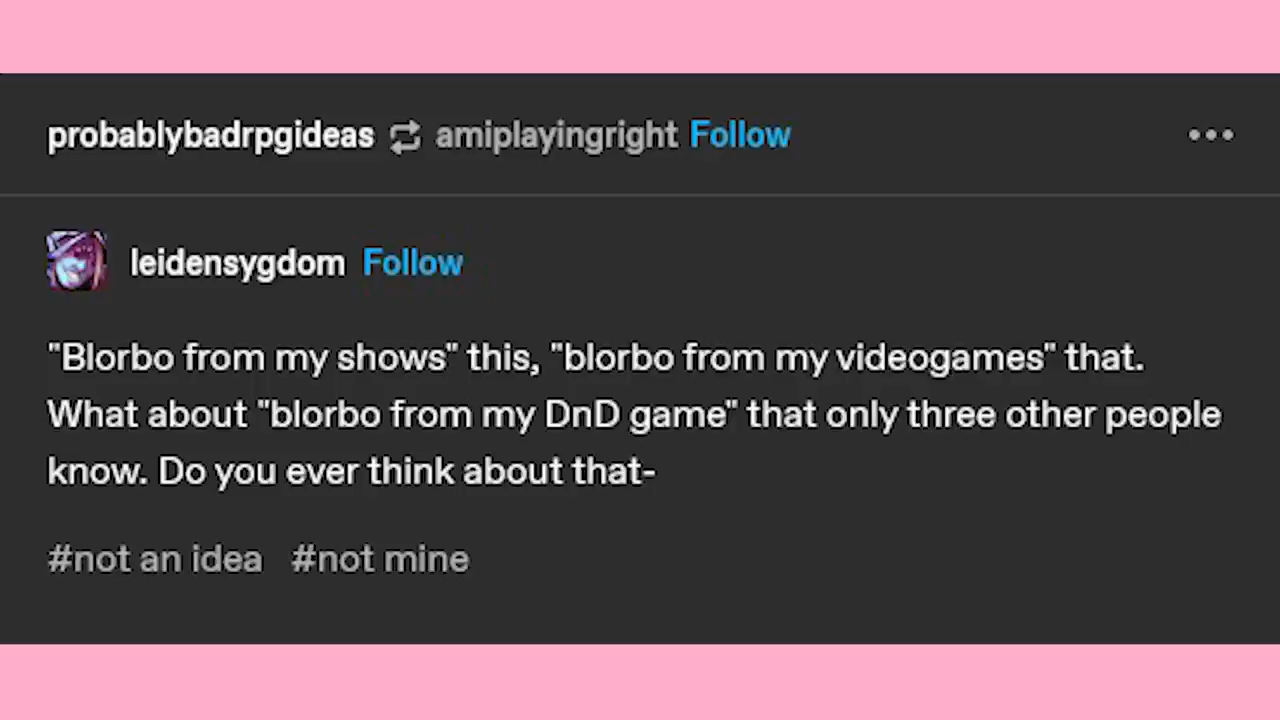 probablybadrpgideas amiplayingright Follow
leidensygdom Follow
"Blorbo from my shows" this, "blorbo from my videogames" that.
What about "blorbo from my DnD game" that only three other people
know. Do you ever think about that-
#not an idea #not mine